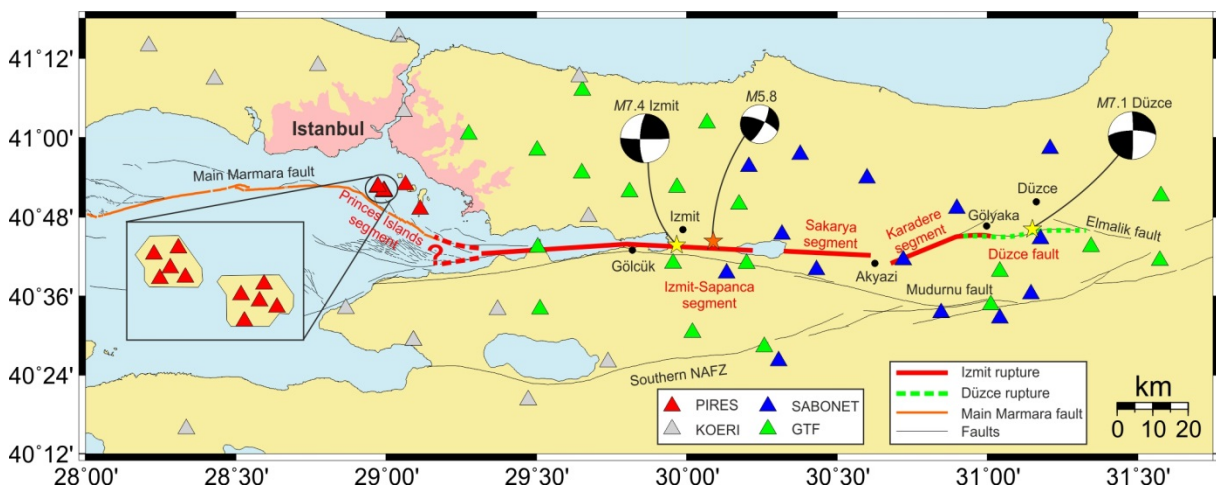 41°12'
41°00'
40°48'
40°36'
40°24'
40°12'
28°00'
28°30'
29°00'
29°30'
30°00'
30°30'
31°00'
31°30'
Istanbul
Main Marmara fault
Princes Islands
segment
?
M7.4 Izmit
M5.8
M7.1 Düzce
Izmit
Gölcük
Izmit-Sapanca
segment
Sakarya
segment
Karadere
segment
Akyazi
Gölyaka
Düzce
Elmalik fault
Düzce fault
Mudurnu fault
Southern NAFZ
PIRES
SABONET
KOERI
GTF
Izmit rupture
Düzce rupture
Main Marmara fault
Faults
km
0 10 20